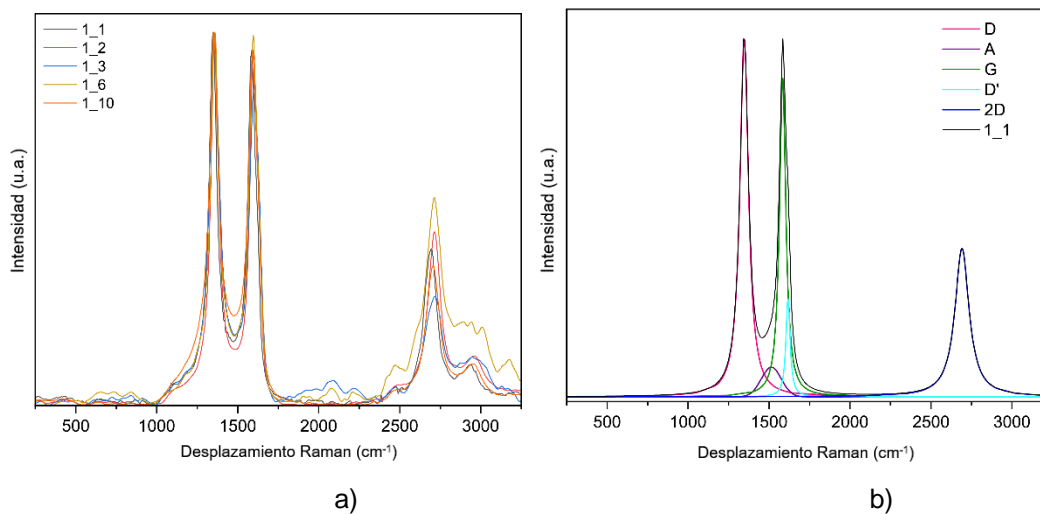 1_1
1_2
1_3
1_6
1_10
Intensidad (u.a.)
500 1000 1500 2000 2500 3000
Desplazamiento Raman (cm-1)
a)
D
A
G
D'
2D
1_1
Intensidad (u.a.)
500 1000 1500 2000 2500 3000
Desplazamiento Raman (cm-1)
b)